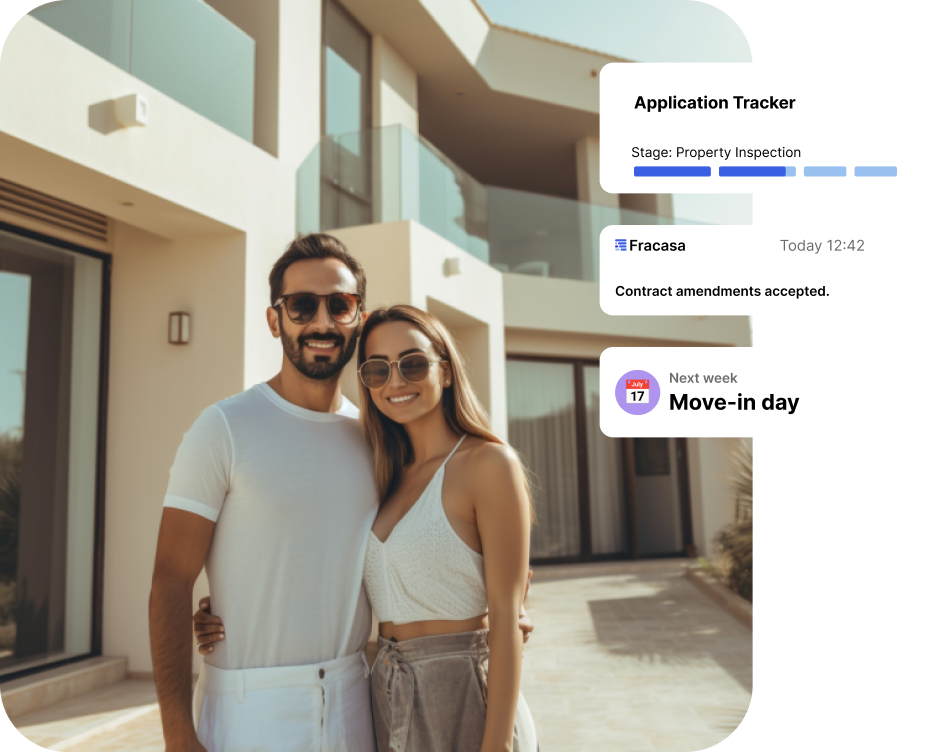 Application Tracker
Stage: Property Inspection
Fracasa Today 12:42
Contract amendments accepted.
Next week
July
17
Move-in day